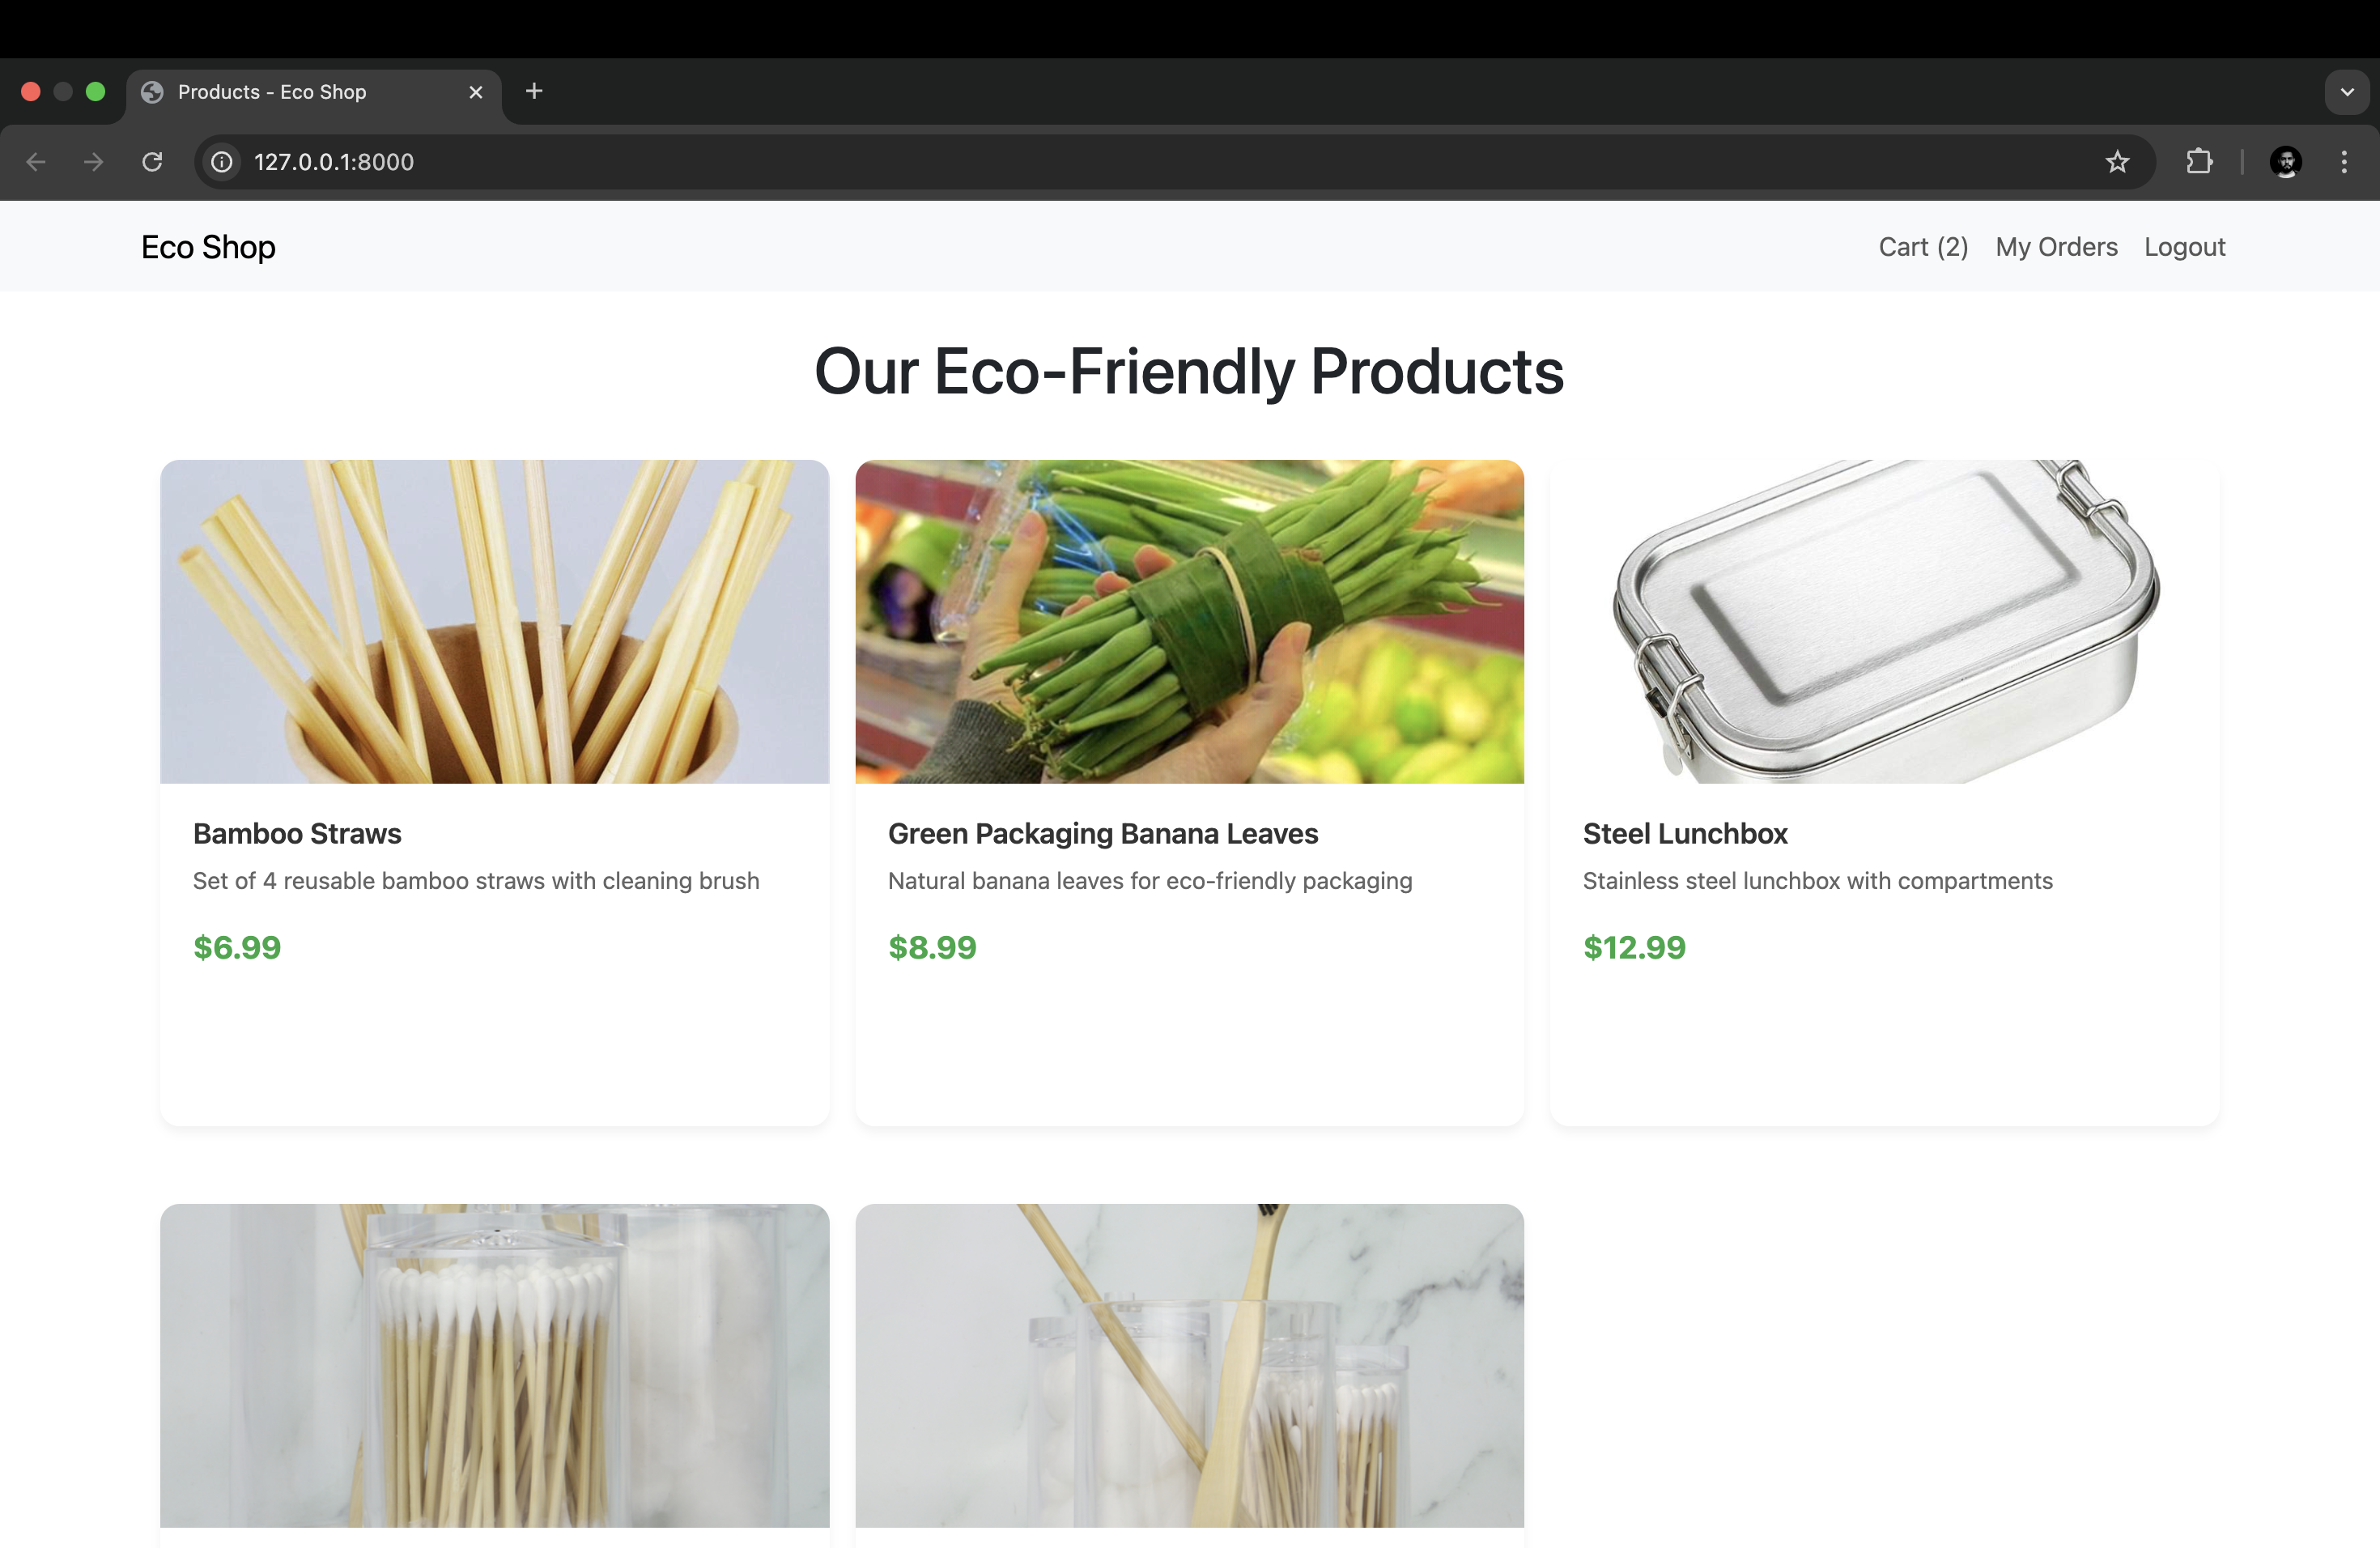 Products - Eco Shop
127.0.0.1:8000
Eco Shop
Cart (2) My Orders Logout
Our Eco-Friendly Products
Bamboo Straws
Set of 4 reusable bamboo straws with cleaning brush
$6.99
Green Packaging Banana Leaves
Natural banana leaves for eco-friendly packaging
$8.99
Steel Lunchbox
Stainless steel lunchbox with compartments
$12.99